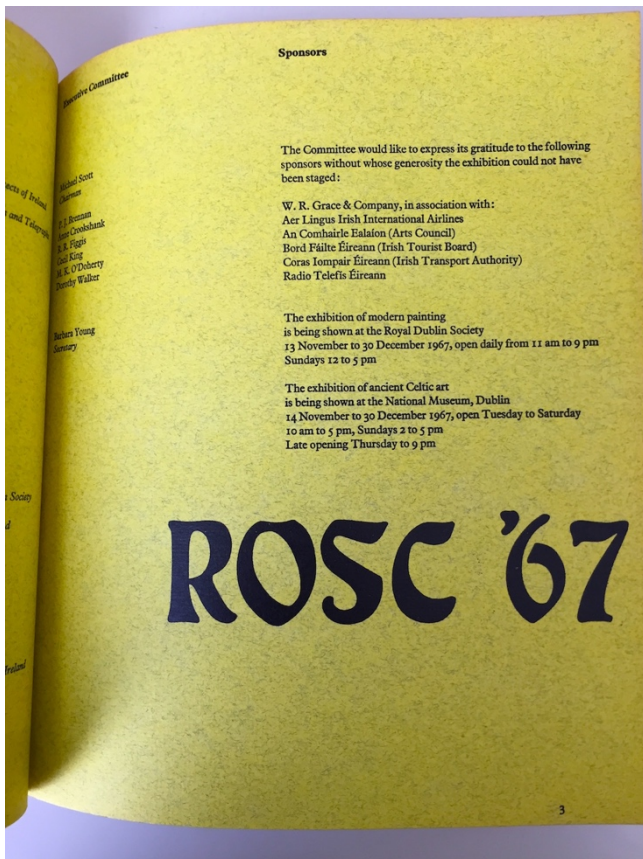 ects of Ireland
and Telegraphs
Society
Ireland
Executive Committee
Michael Scott
Chairman
Brennan
Anne Crookshank
R. R. Figgis
Cecil King
M. K. O'Doherty
Dorothy Walker
Barbara Young
Secretary
Sponsors
The Committee would like to express its gratitude to the following
sponsors without whose generosity the exhibition could not have
been staged:
W. R. Grace & Company, in association with:
Aer Lingus Irish International Airlines
An Comhairle Ealaíon (Arts Council)
Bord Fáilte Éireann (Irish Tourist Board)
Coras Iompair Éireann (Irish Transport Authority)
Radio Telefís Éireann
The exhibition of modern painting
is being shown at the Royal Dublin Society
13 November to 30 December 1967, open daily from 11 am to 9 pm
Sundays 12 to 5 pm
The exhibition of ancient Celtic art
is being shown at the National Museum, Dublin
14 November to 30 December 1967, open Tuesday to Saturday
10 am to 5 pm, Sundays 2 to 5 pm
Late opening Thursday to 9 pm
ROSC '67
3